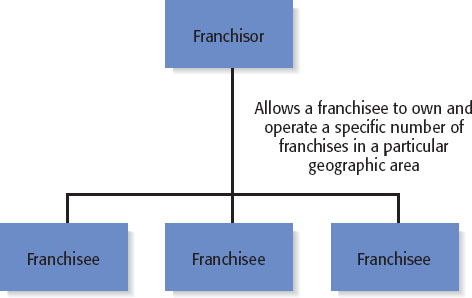 Franchisor
Allows a franchisee to own and
operate a specific number of
franchises in a particular
geographic area
Franchisee
Franchisee
Franchisee